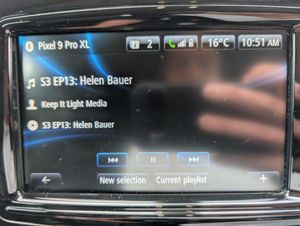 Pixel 9 Pro XL 2 16°C 10:51 AM
S3 EP13: Helen Bauer
Keep It Light Media
S3 EP13: Helen Bauer
New selection Current playlist